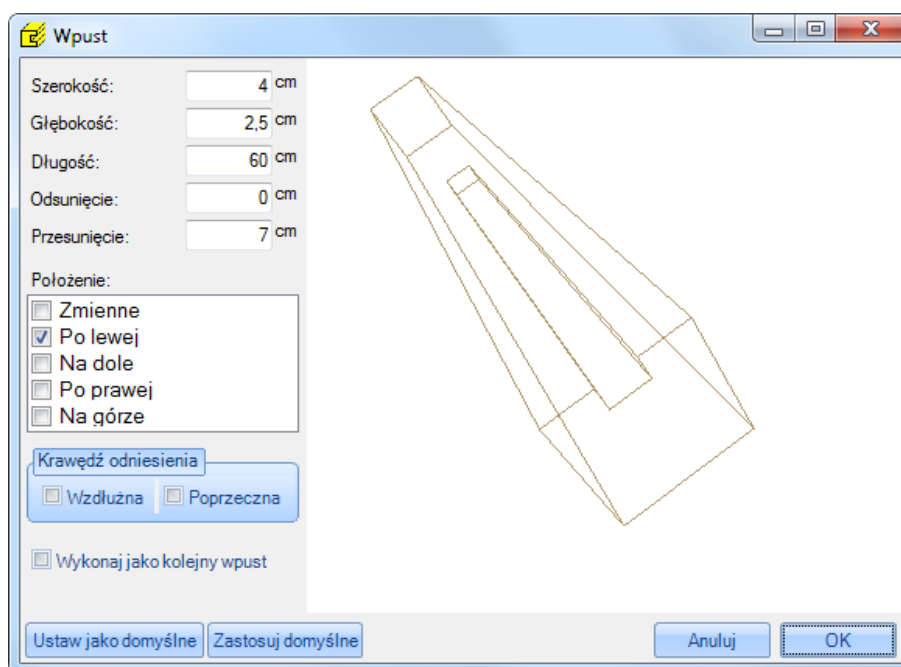 Wpust
Szerokość: 4 cm
Głębokość: 2,5 cm
Długość: 60 cm
Odsunięcie: 0 cm
Przesunięcie: 7 cm
Położenie:
Zmienne
Po lewej
Na dole
Po prawej
Na górze
Krawędź odniesienia
Wzdłużna Poprzeczna
Wykonaj jako kolejny wpust
Ustaw jako domyślne Zastosuj domyślne Anuluj OK